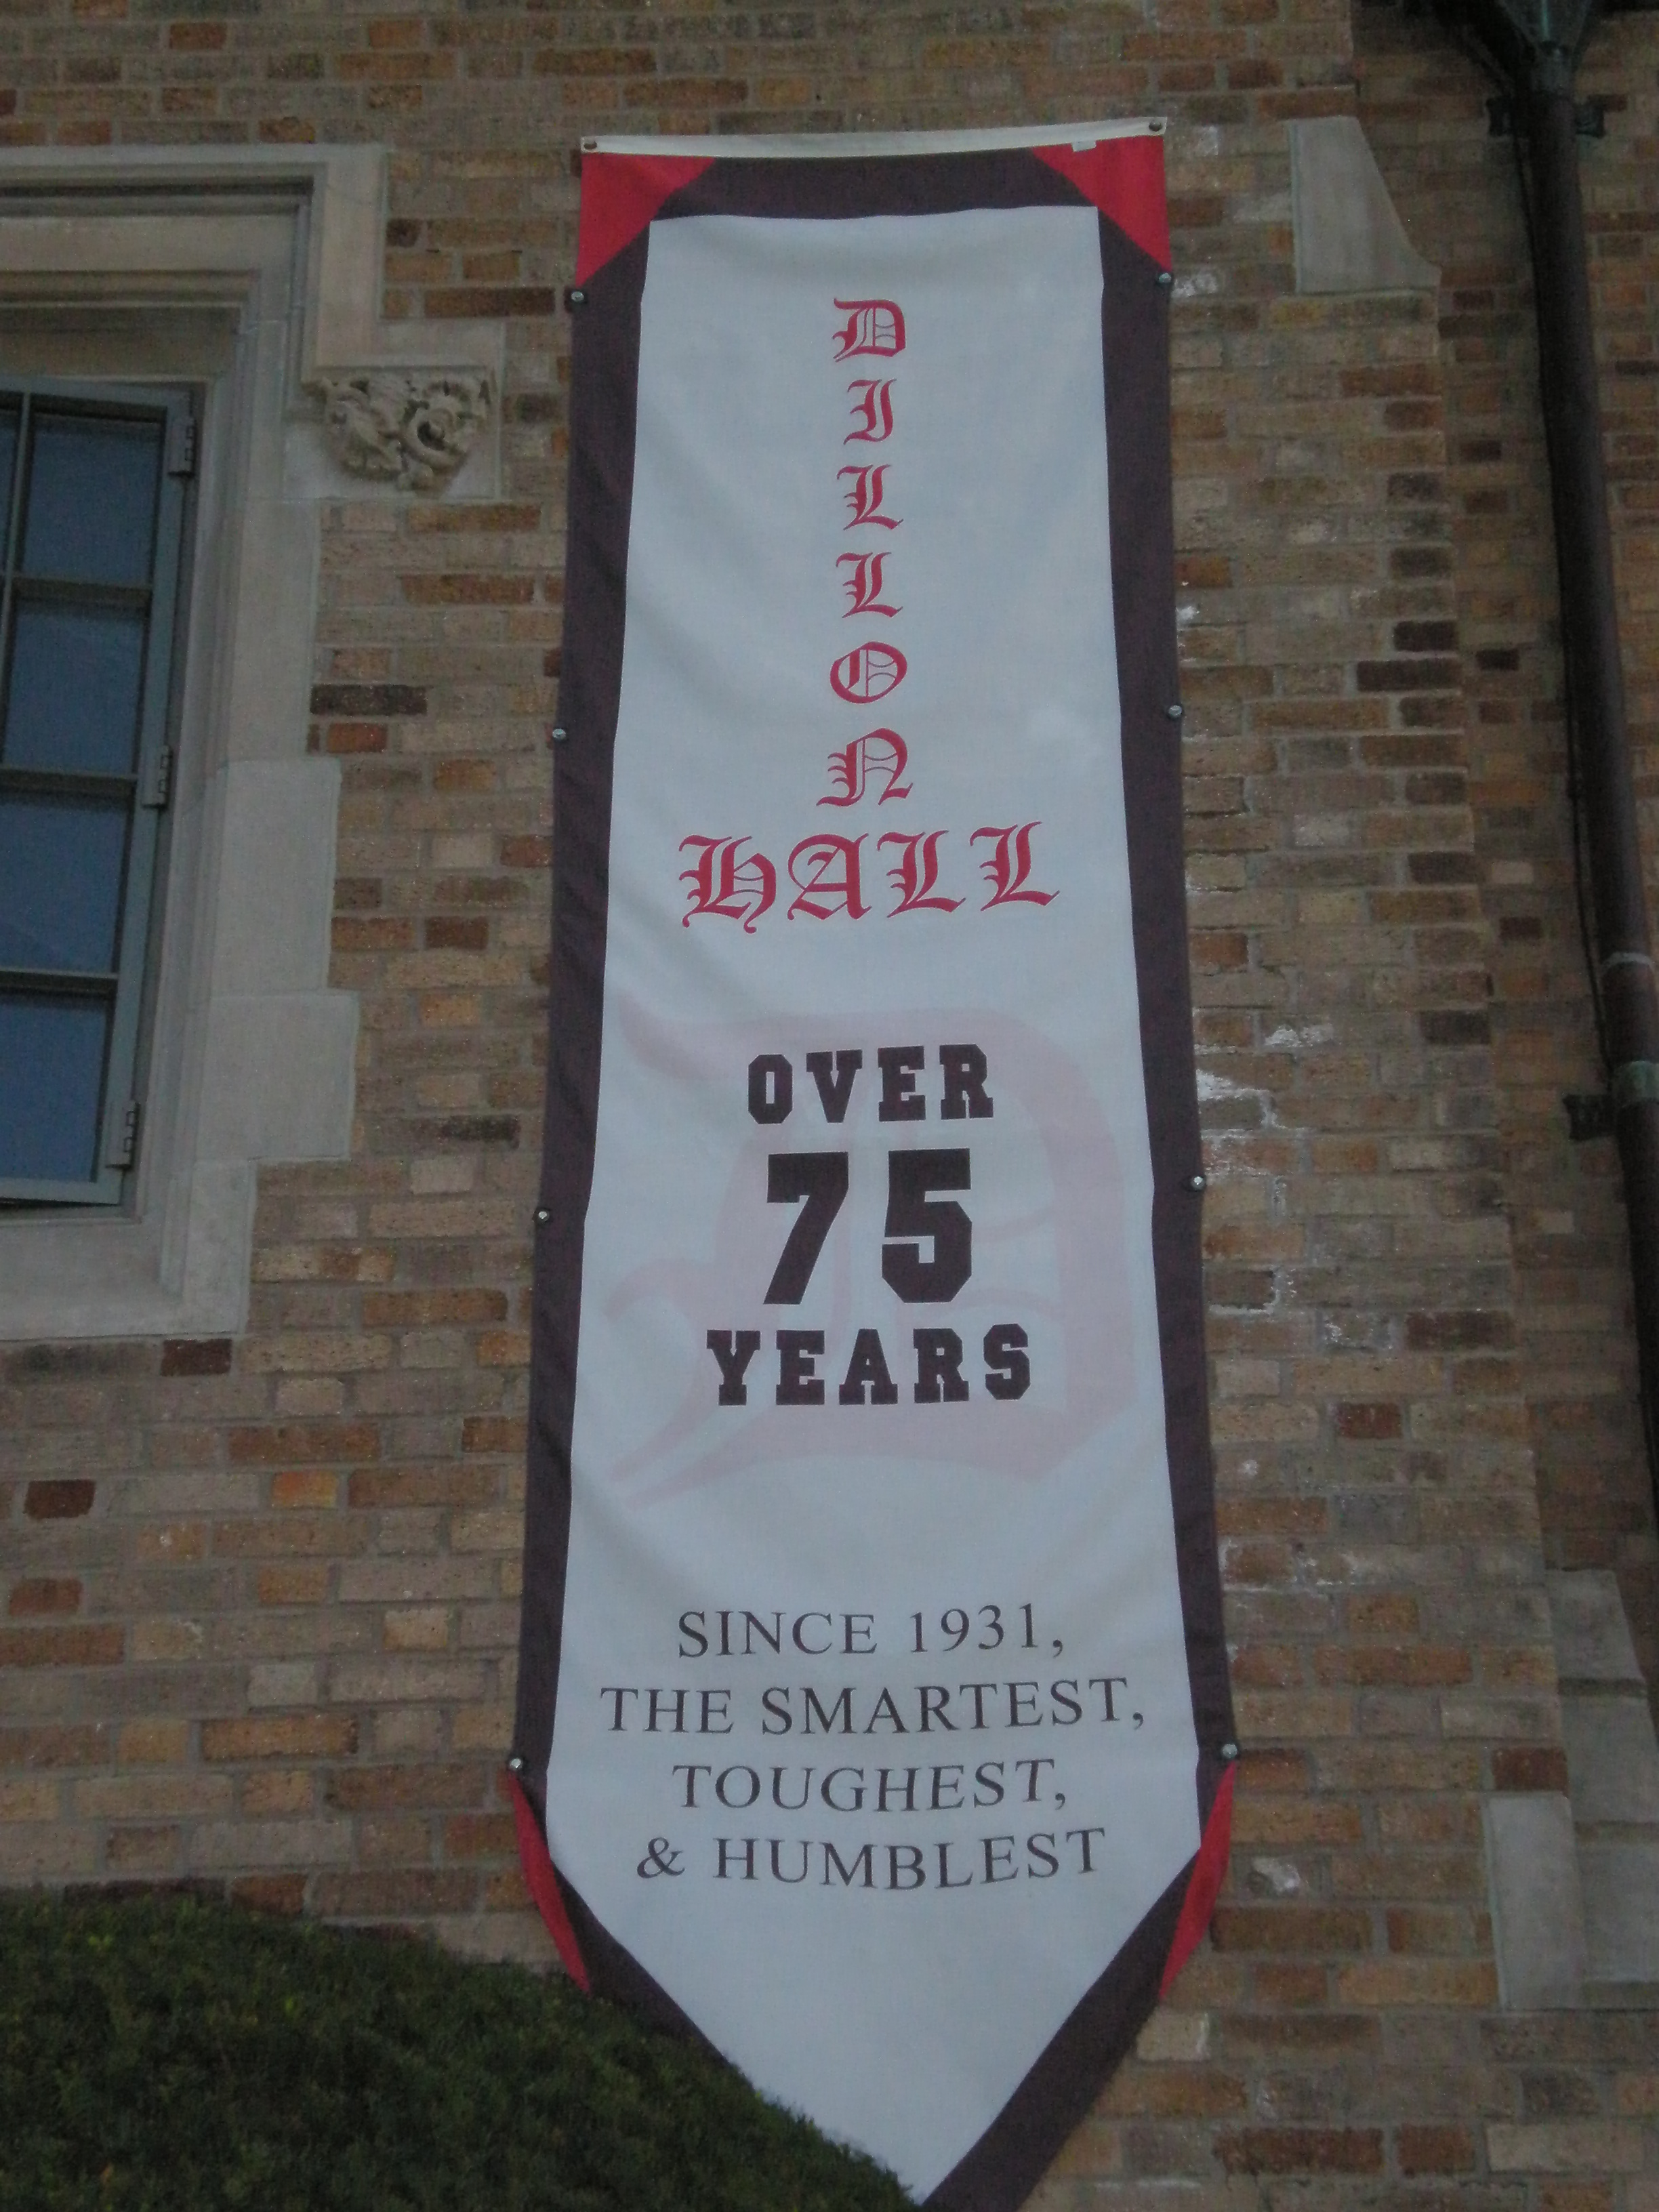 DILLON
HALL
OVER
75
YEARS
SINCE 1931,
THE SMARTEST,
TOUGHEST,
& HUMBLEST